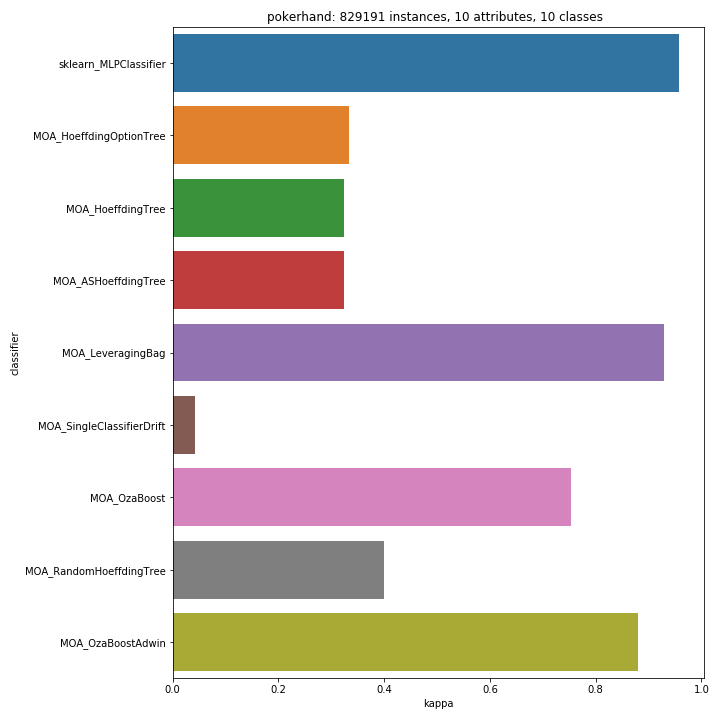 pokerhand: 829191 instances, 10 attributes, 10 classes
sklearn_MLPClassifier
MOA_HoeffdingOptionTree
MOA_HoeffdingTree
MOA_ASHoeffdingTree
MOA_LeveragingBag
MOA_SingleClassifierDrift
MOA_OzaBoost
MOA_RandomHoeffdingTree
MOA_OzaBoostAdwin
classifier
0.0 0.2 0.4 0.6 0.8 1.0
kappa